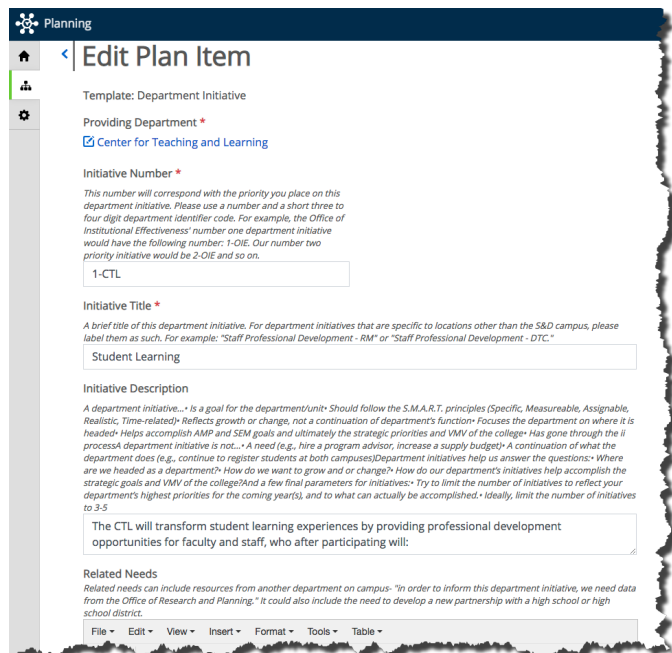 Planning
Edit Plan Item
Template: Department Initiative
Providing Department *
Center for Teaching and Learning
Initiative Number *
This number will correspond with the priority you place on this
department initiative. Please use a number and a short three to
four digit department identifier code. For example, the Office of
Institutional Effectiveness' number one department initiative
would have the following number: 1-OIE. Our number two
priority initiative would be 2-OIE and so on.
1-CTL
Initiative Title *
A brief title of this department initiative. For department initiatives that are specific to locations other than the S&D campus, please
label them as such. For example: "Staff Professional Development - RM" or "Staff Professional Development - DTC."
Student Learning
Initiative Description
A department initiative...• Is a goal for the department/unit• Should follow the S.M.A.R.T. principles (Specific, Measureable, Assignable,
Realistic, Time-related)• Reflects growth or change, not a continuation of department's function• Focuses the department on where it is
headed• Helps accomplish AMP and SEM goals and ultimately the strategic priorities and VMV of the college• Has gone through the ii
processA department initiative is not...• A need (e.g., hire a program advisor, increase a supply budget)• A continuation of what the
department does (e.g., continue to register students at both campuses)Department initiatives help us answer the questions:• Where
are we headed as a department?• How do we want to grow and or change?• How do our department's initiatives help accomplish the
strategic goals and VMV of the college?And a few final parameters for initiatives:• Try to limit the number of initiatives to reflect your
department's highest priorities for the coming year(s), and to what can actually be accomplished.• Ideally, limit the number of initiatives
to 3-5
The CTL will transform student learning experiences by providing professional development
opportunities for faculty and staff, who after participating will:
Related Needs
Related needs can include resources from another department on campus- "in order to inform this department initiative, we need data
from the Office of Research and Planning." It could also include the need to develop a new partnership with a high school or high
school district.
File Edit View Insert Format Tools Table